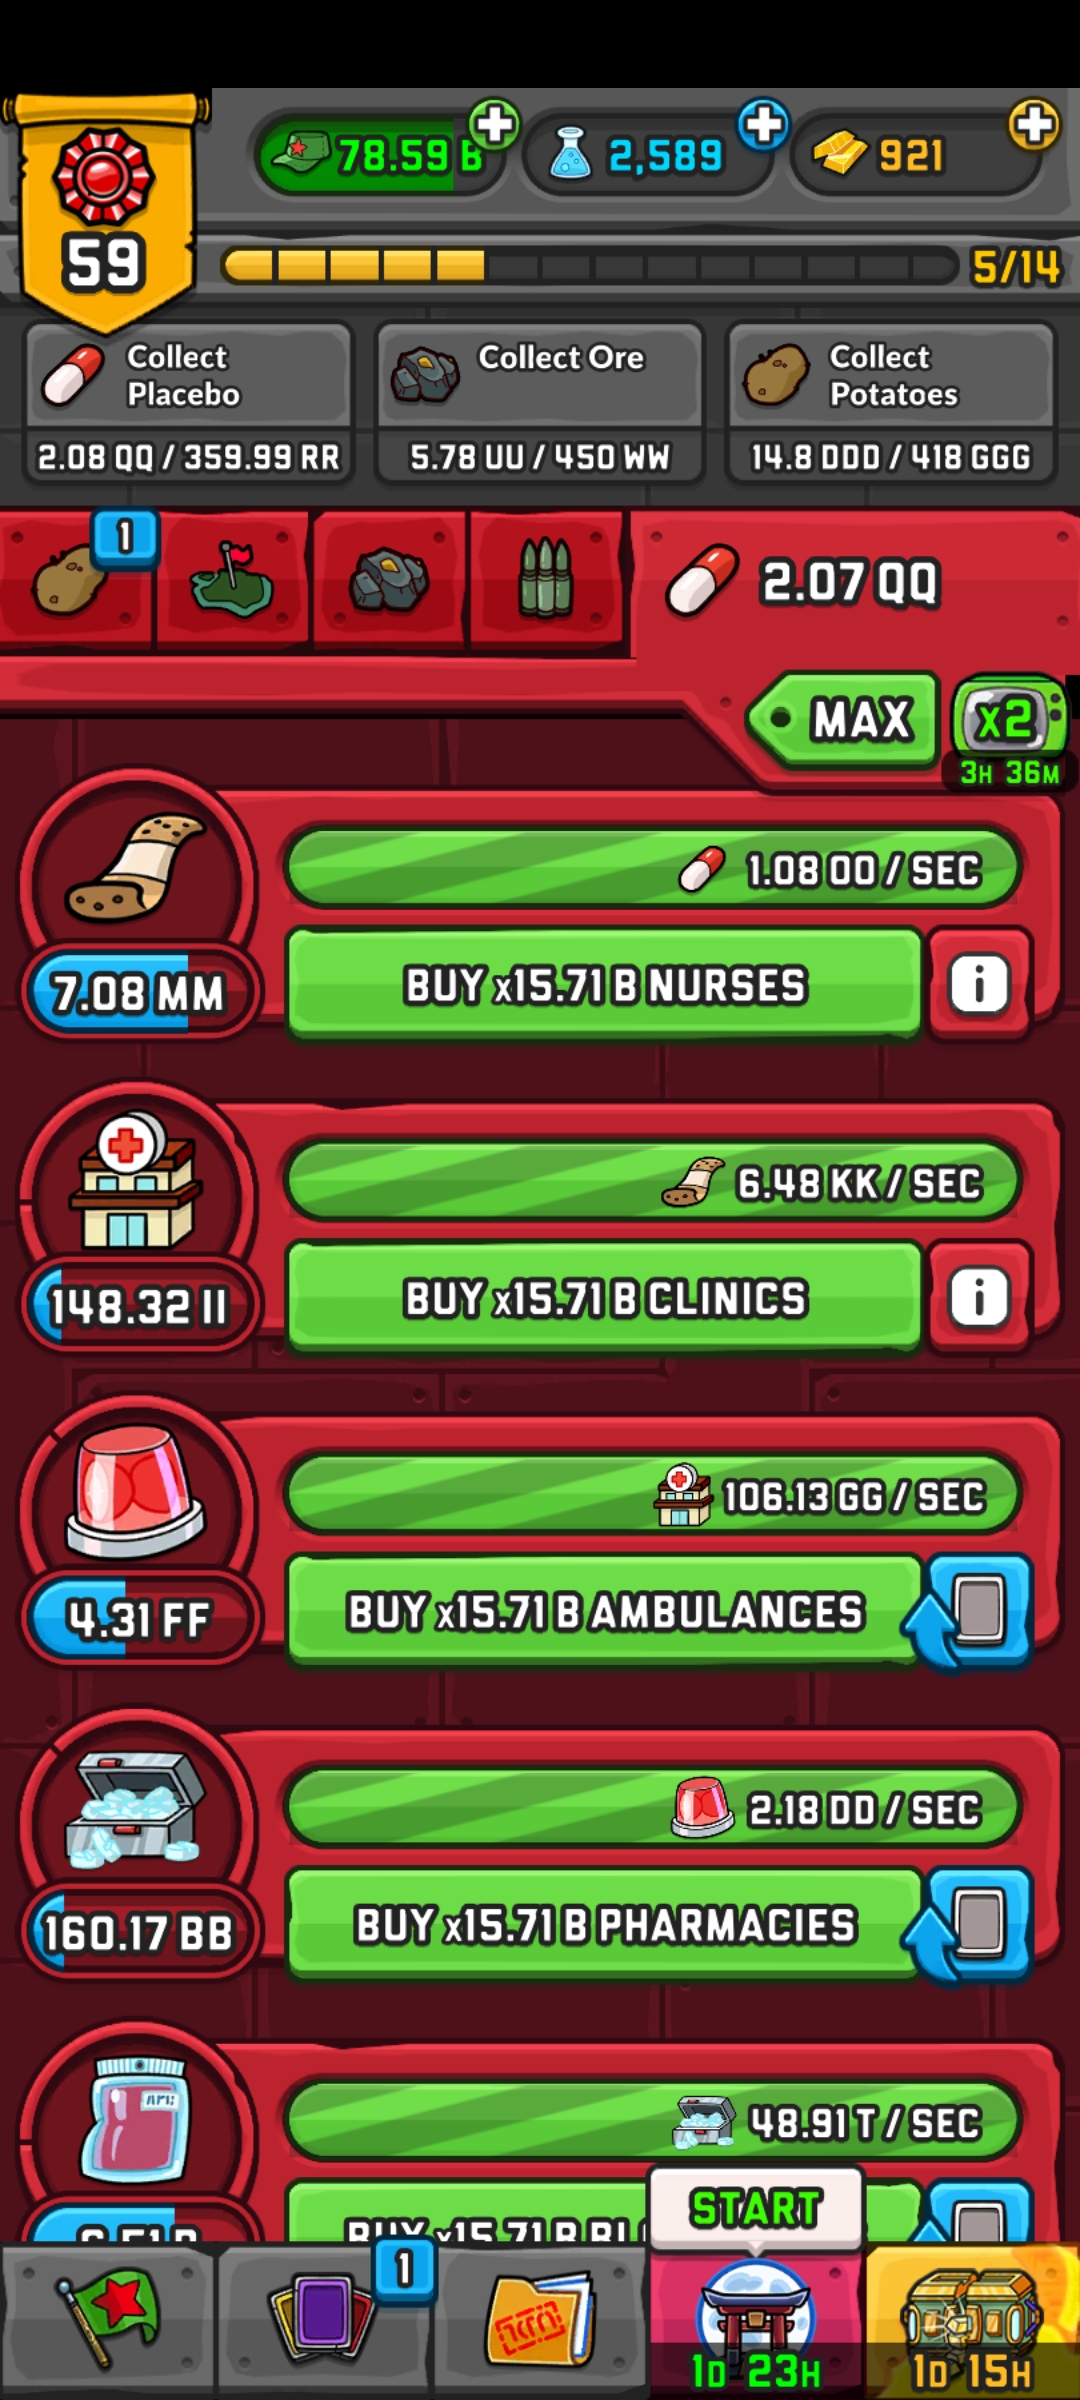 78.59 B
2,589
921
59
5/14
Collect Placebo
2.08 QQ / 359.99 RR
Collect Ore
5.78 UU / 450 WW
Collect Potatoes
14.8 DDD / 418 GGG
1
2.07 QQ
MAX
x2
3H 36M
1.08 OO / SEC
7.08 MM
BUY x15.71 B NURSES
i
6.48 KK / SEC
148.32 II
BUY x15.71 B CLINICS
i
106.13 GG / SEC
4.31 FF
BUY x15.71 B AMBULANCES
2.18 DD / SEC
160.17 BB
BUY x15.71 B PHARMACIES
48.91 T / SEC
BUY x15.71 B
START
1
1D 23H
1D 15H